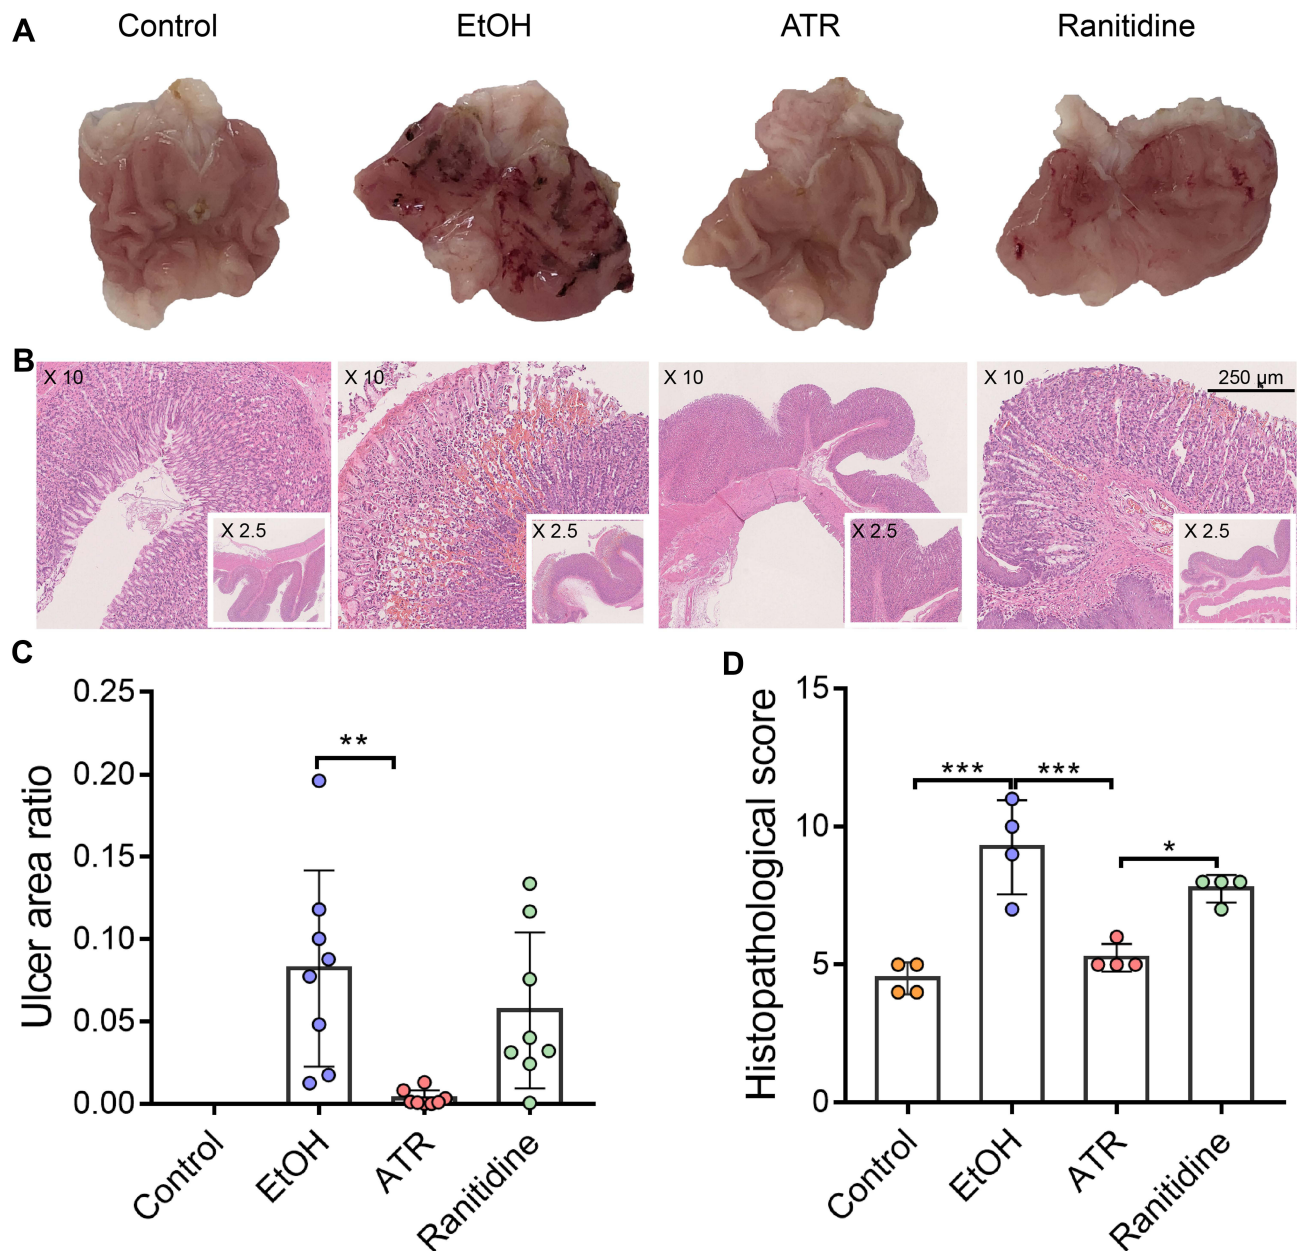 A
Control EtOH ATR Ranitidine
B
X 10 X 10 X 10 X 10 250 μm
X 2.5 X 2.5 X 2.5 X 2.5
C
Ulcer area ratio
0.25
0.20
0.15
0.10
0.05
0.00
**
Control EtOH ATR Ranitidine
D
Histopathological score
15
10
5
0
*** ***
*
Control EtOH ATR Ranitidine